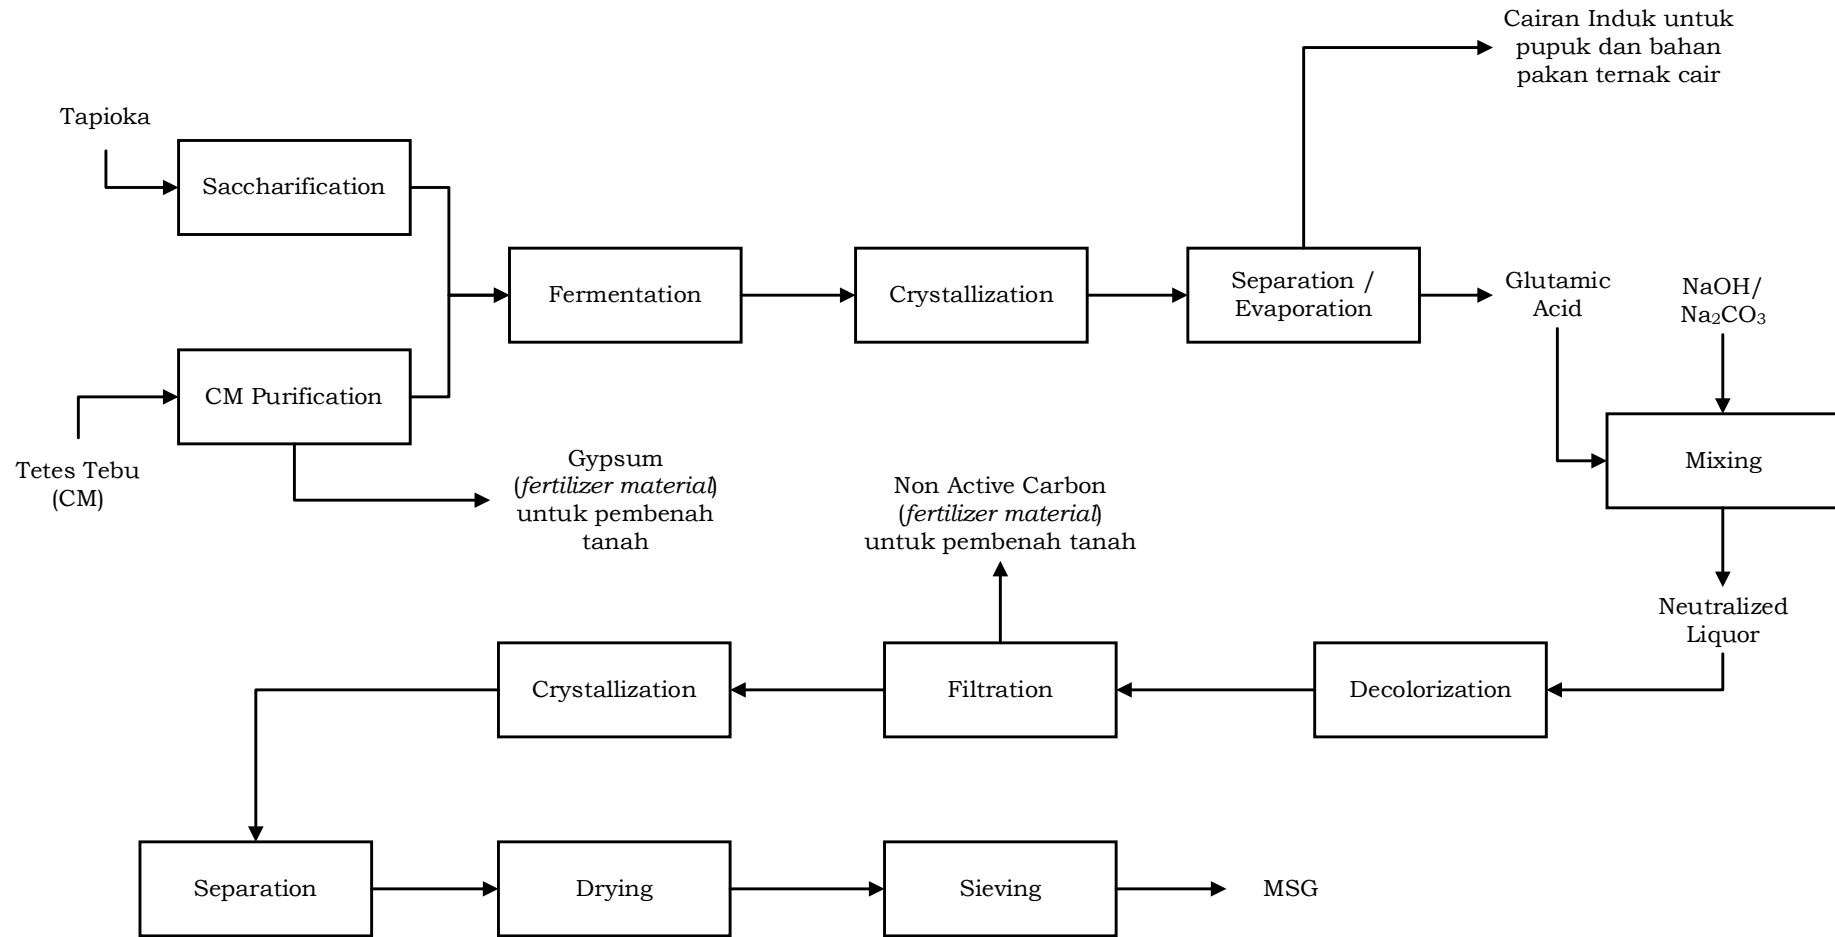 Cairan Induk untuk
pupuk dan bahan
pakan ternak cair
Tapioka
Saccharification
Fermentation
Crystallization
Separation /
Evaporation
Glutamic
Acid
NaOH/
Na₂CO₃
CM Purification
Tetes Tebu
(CM)
Gypsum
(fertilizer material)
untuk pembenah
tanah
Non Active Carbon
(fertilizer material)
untuk pembenah tanah
Mixing
Neutralized
Liquor
Crystallization
Filtration
Decolorization
Separation
Drying
Sieving
MSG